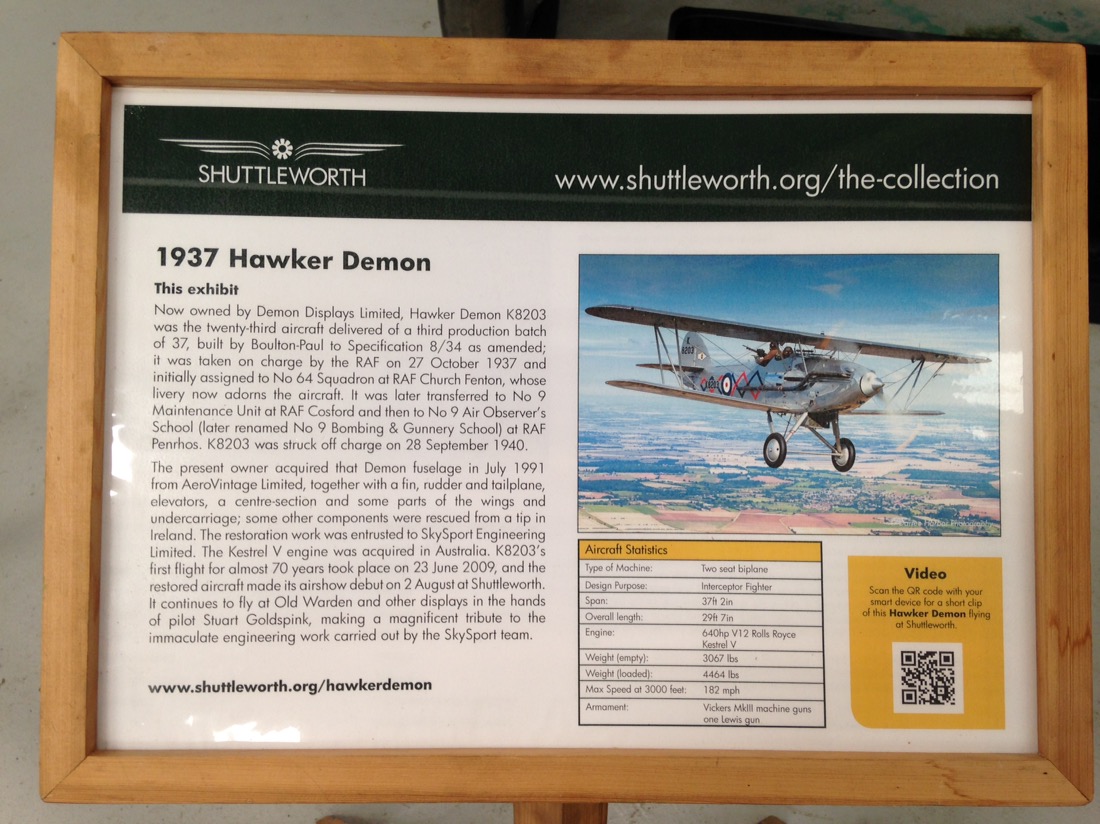 SHUTTLEWORTH
www.shuttleworth.org/the-collection
1937 Hawker Demon
This exhibit
Now owned by Demon Displays Limited, Hawker Demon K8203
was the twenty-third aircraft delivered of a third production batch
of 37, built by Boulton-Paul to Specification 8/34 as amended;
it was taken on charge by the RAF on 27 October 1937 and
initially assigned to No 64 Squadron at RAF Church Fenton, whose
livery now adorns the aircraft. It was later transferred to No 9
Maintenance Unit at RAF Cosford and then to No 9 Air Observer's
School (later renamed No 9 Bombing & Gunnery School) at RAF
Penrhos. K8203 was struck off charge on 28 September 1940.
The present owner acquired that Demon fuselage in July 1991
from AeroVintage Limited, together with a fin, rudder and tailplane,
elevators, a centre-section and some parts of the wings and
undercarriage; some other components were rescued from a tip in
Ireland. The restoration work was entrusted to SkySport Engineering
Limited. The Kestrel V engine was acquired in Australia. K8203's
first flight for almost 70 years took place on 23 June 2009, and the
restored aircraft made its airshow debut on 2 August at Shuttleworth.
It continues to fly at Old Warden and other displays in the hands
of pilot Stuart Goldspink, making a magnificent tribute to the
immaculate engineering work carried out by the SkySport team.
www.shuttleworth.org/hawkerdemon
K
8203
K8203
Aircraft Statistics
Type of Machine: Two seat biplane
Design Purpose: Interceptor Fighter
Span: 37ft 2in
Overall length: 29ft 7in
Engine: 640hp V12 Rolls Royce
Kestrel V
Weight (empty): 3067 lbs
Weight (loaded): 4464 lbs
Max Speed at 3000 feet: 182 mph
Armament: Vickers MkIII machine guns
one Lewis gun
Video
Scan the QR code with your
smart device for a short clip
of this Hawker Demon flying
at Shuttleworth.